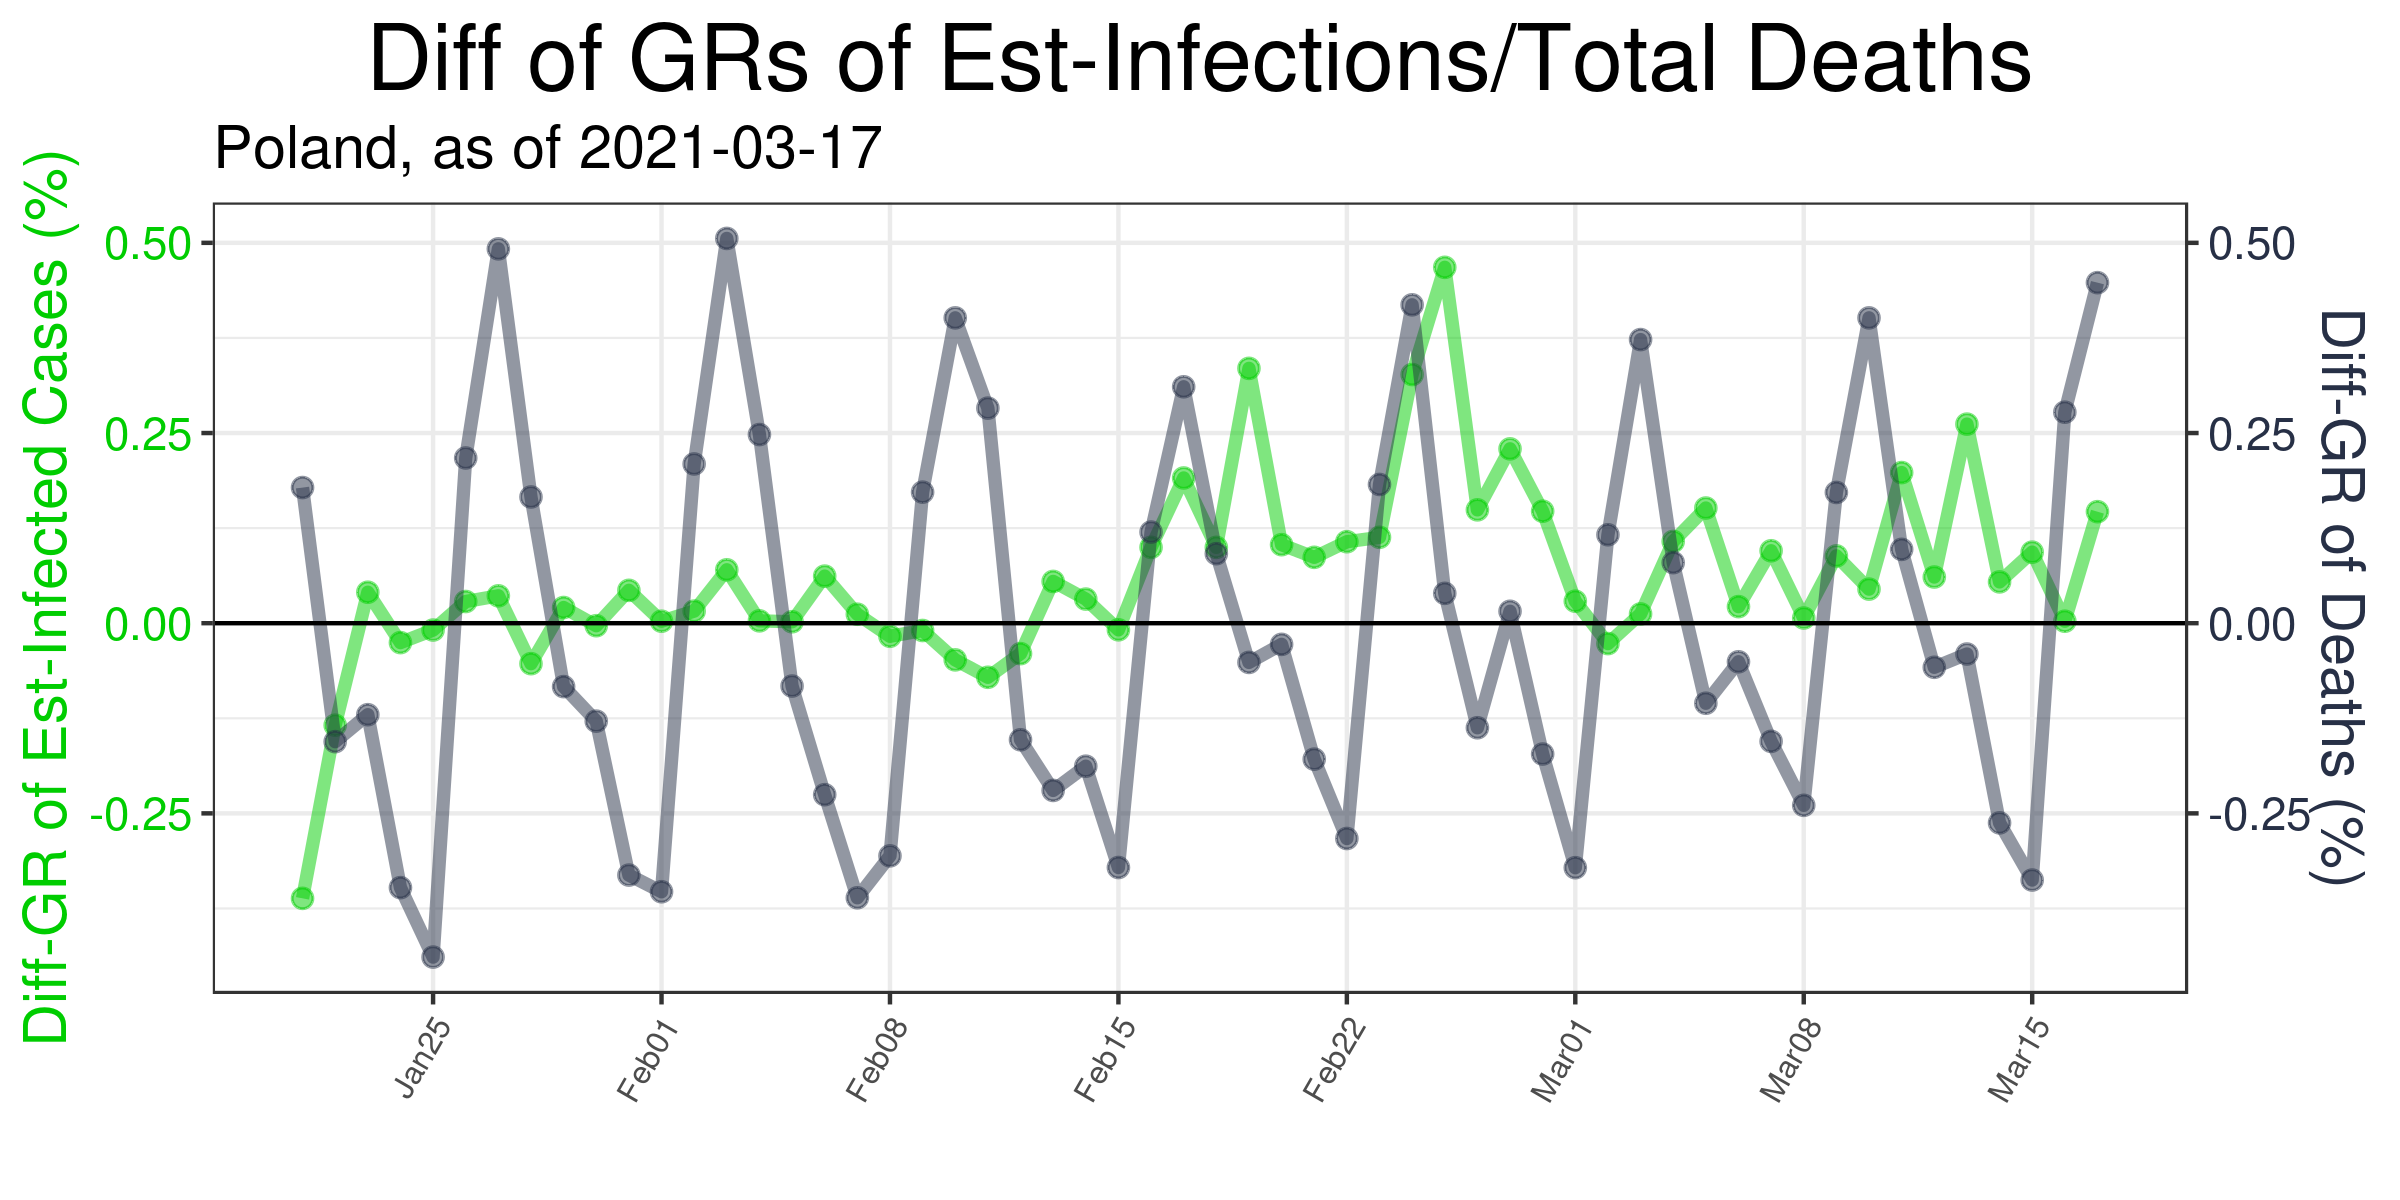 Diff of GRs of Est-Infections/Total Deaths
Poland, as of 2021-03-17
Diff-GR of Est-Infected Cases (%)
0.50
0.25
0.00
-0.25
0.50
0.25
0.00
-0.25
Diff-GR of Deaths (%)
Jan25
Feb01
Feb08
Feb15
Feb22
Mar01
Mar08
Mar15